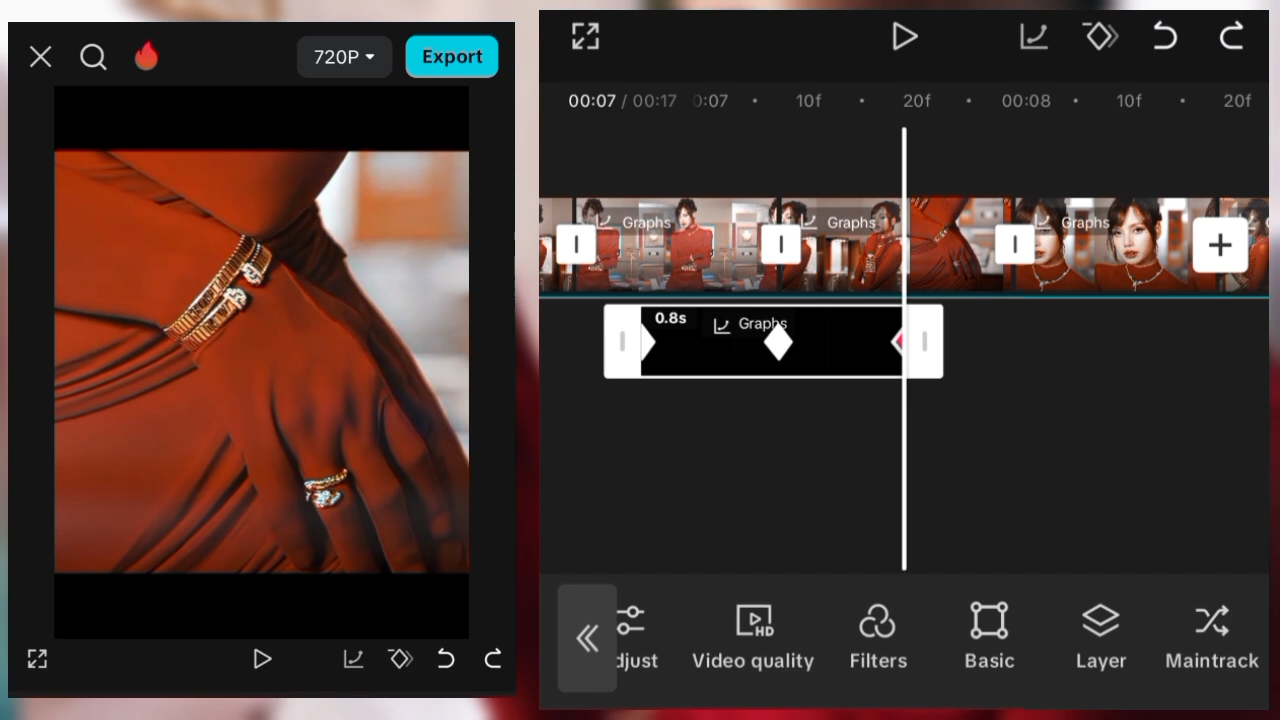 720P
Export
00:07 / 00:17
0:07
10f
20f
00:08
10f
20f
Graphs
Graphs
Graphs
0.8s
Graphs
djust
Video quality
HD
Filters
Basic
Layer
Maintrack